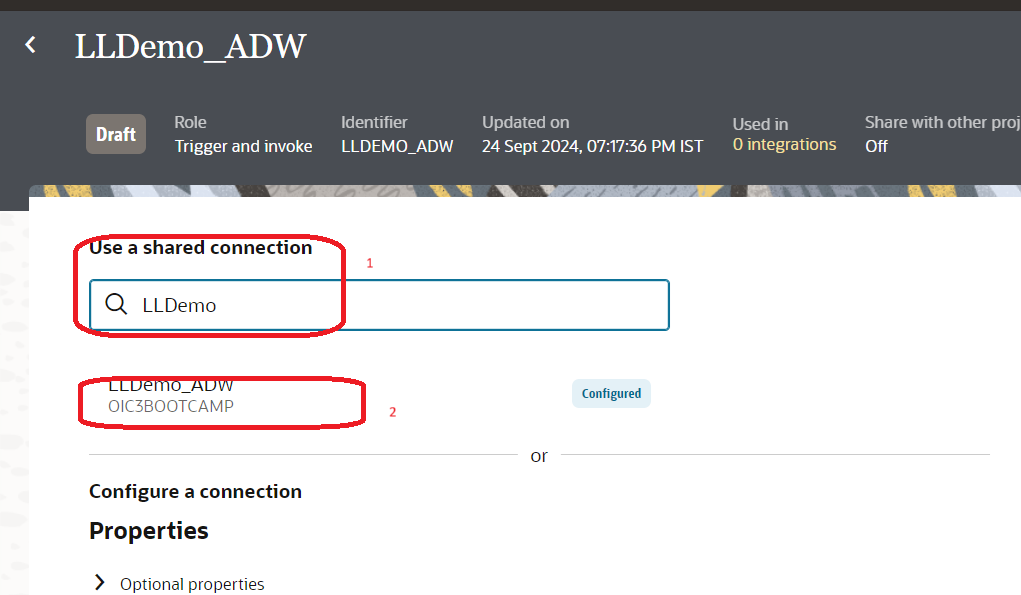 LLDemo_ADW
Draft
Role
Trigger and invoke
Identifier
LLDEMO_ADW
Updated on
24 Sept 2024, 07:17:36 PM IST
Used in
0 integrations
Share with other proj
Off
Use a shared connection
1
LLDemo
LLDemo_ADW
OIC3BOOTCAMP
Configured
2
or
Configure a connection
Properties
Optional properties